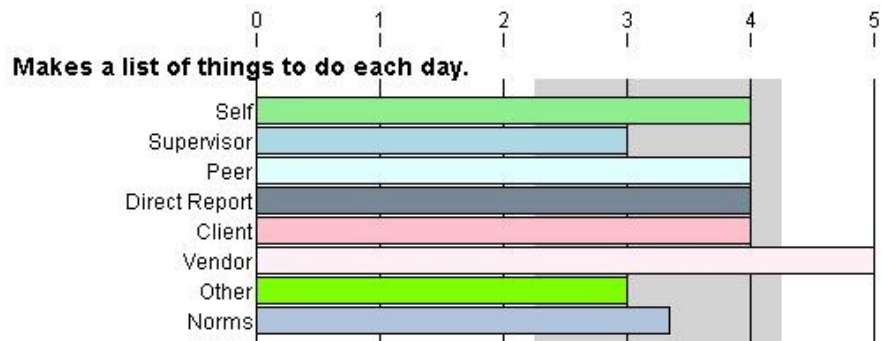 0 1 2 3 4 5
Makes a list of things to do each day.
Self
Supervisor
Peer
Direct Report
Client
Vendor
Other
Norms